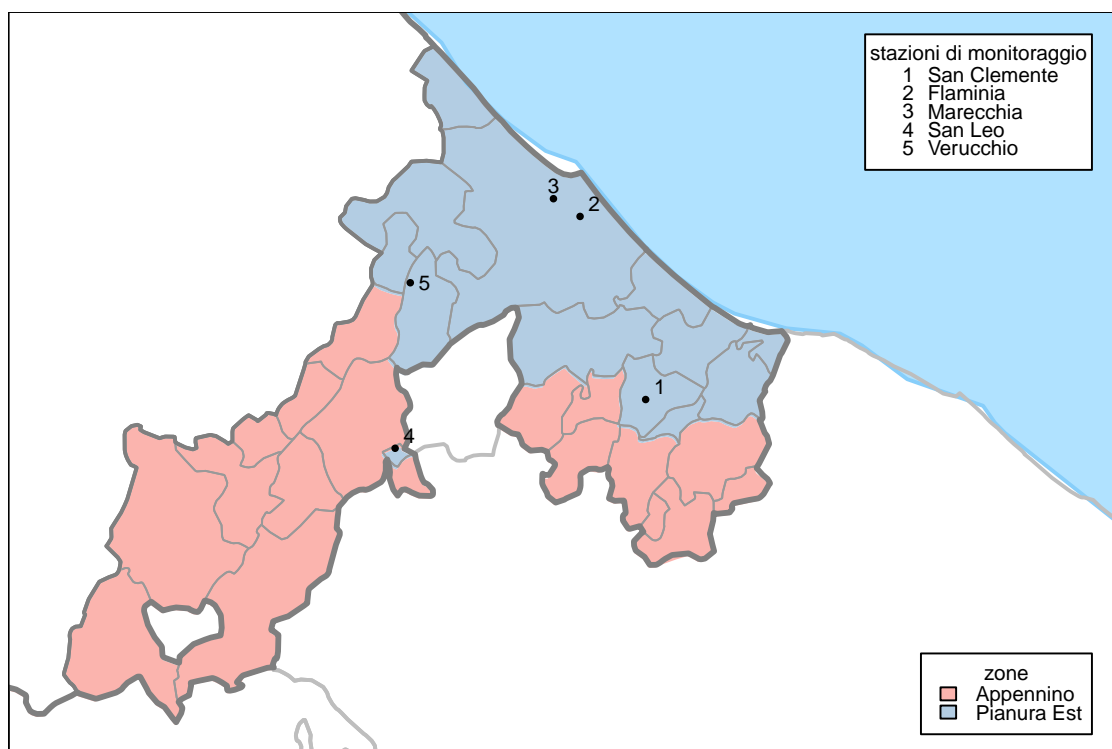 stazioni di monitoraggio
1 San Clemente
2 Flaminia
3 Marecchia
4 San Leo
5 Verucchio
3
2
5
1
4
zone
Appennino
Pianura Est